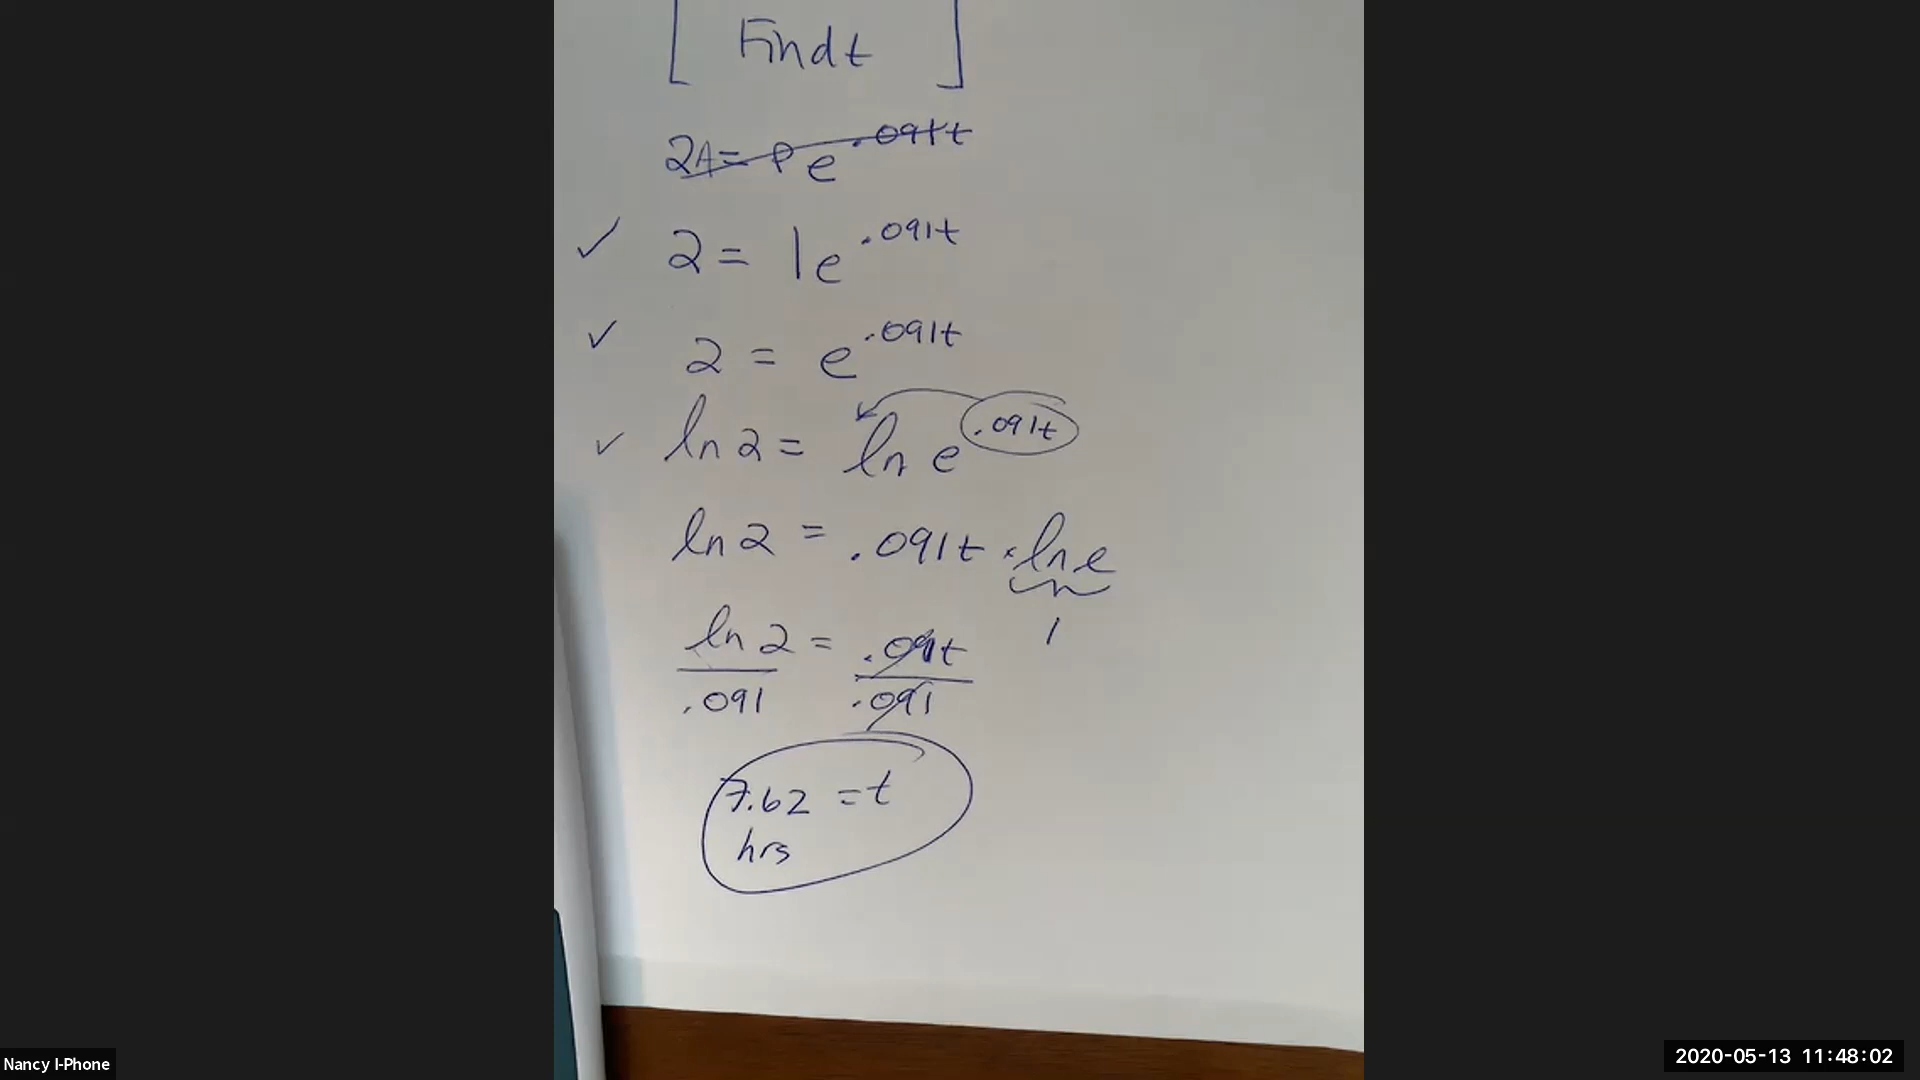 [ Find t ]
2A = Pe^.091t
✓ 2 = 1e^.091t
✓ 2 = e^.091t
✓ ln 2 = ln e^.091t
ln 2 = .091t · ln e
1
ln 2 = .091t
.091 .091
7.62 = t
hrs
Nancy I-Phone
2020-05-13 11:48:02